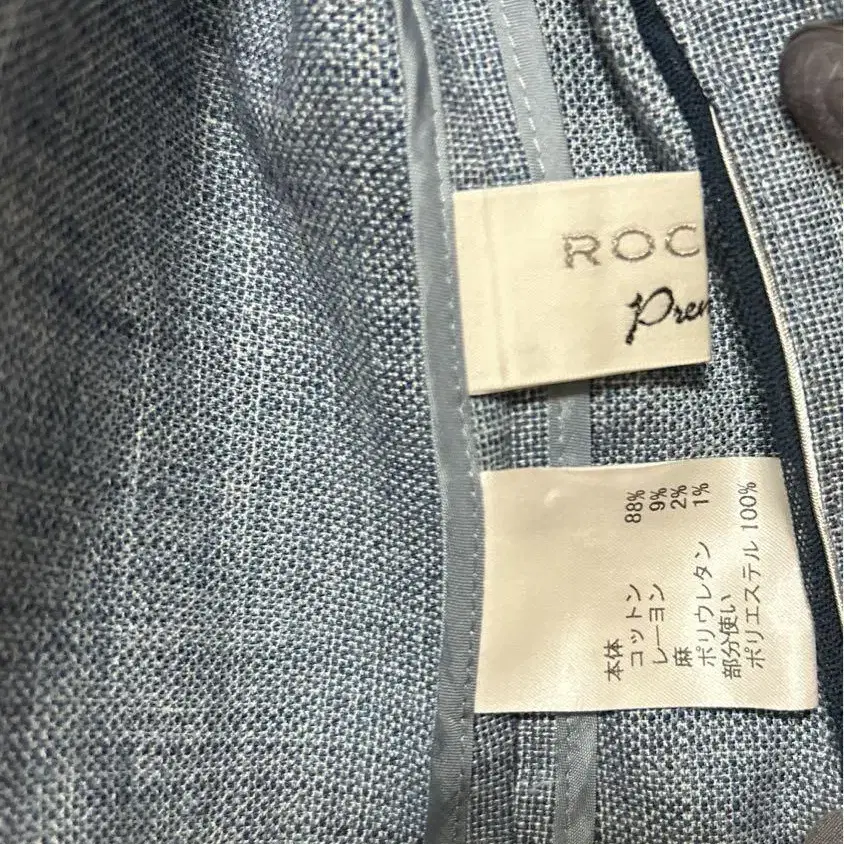 ROC
Prem
本体
コットン 88%
レーヨン 9%
麻 2%
ポリウレタン 1%
部分使い
ポリエステル 100%